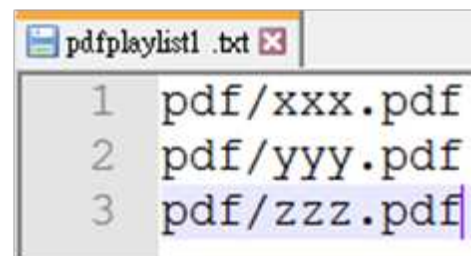 pdfplaylist1 .txt
1 pdf/xxx.pdf
2 pdf/yyy.pdf
3 pdf/zzz.pdf